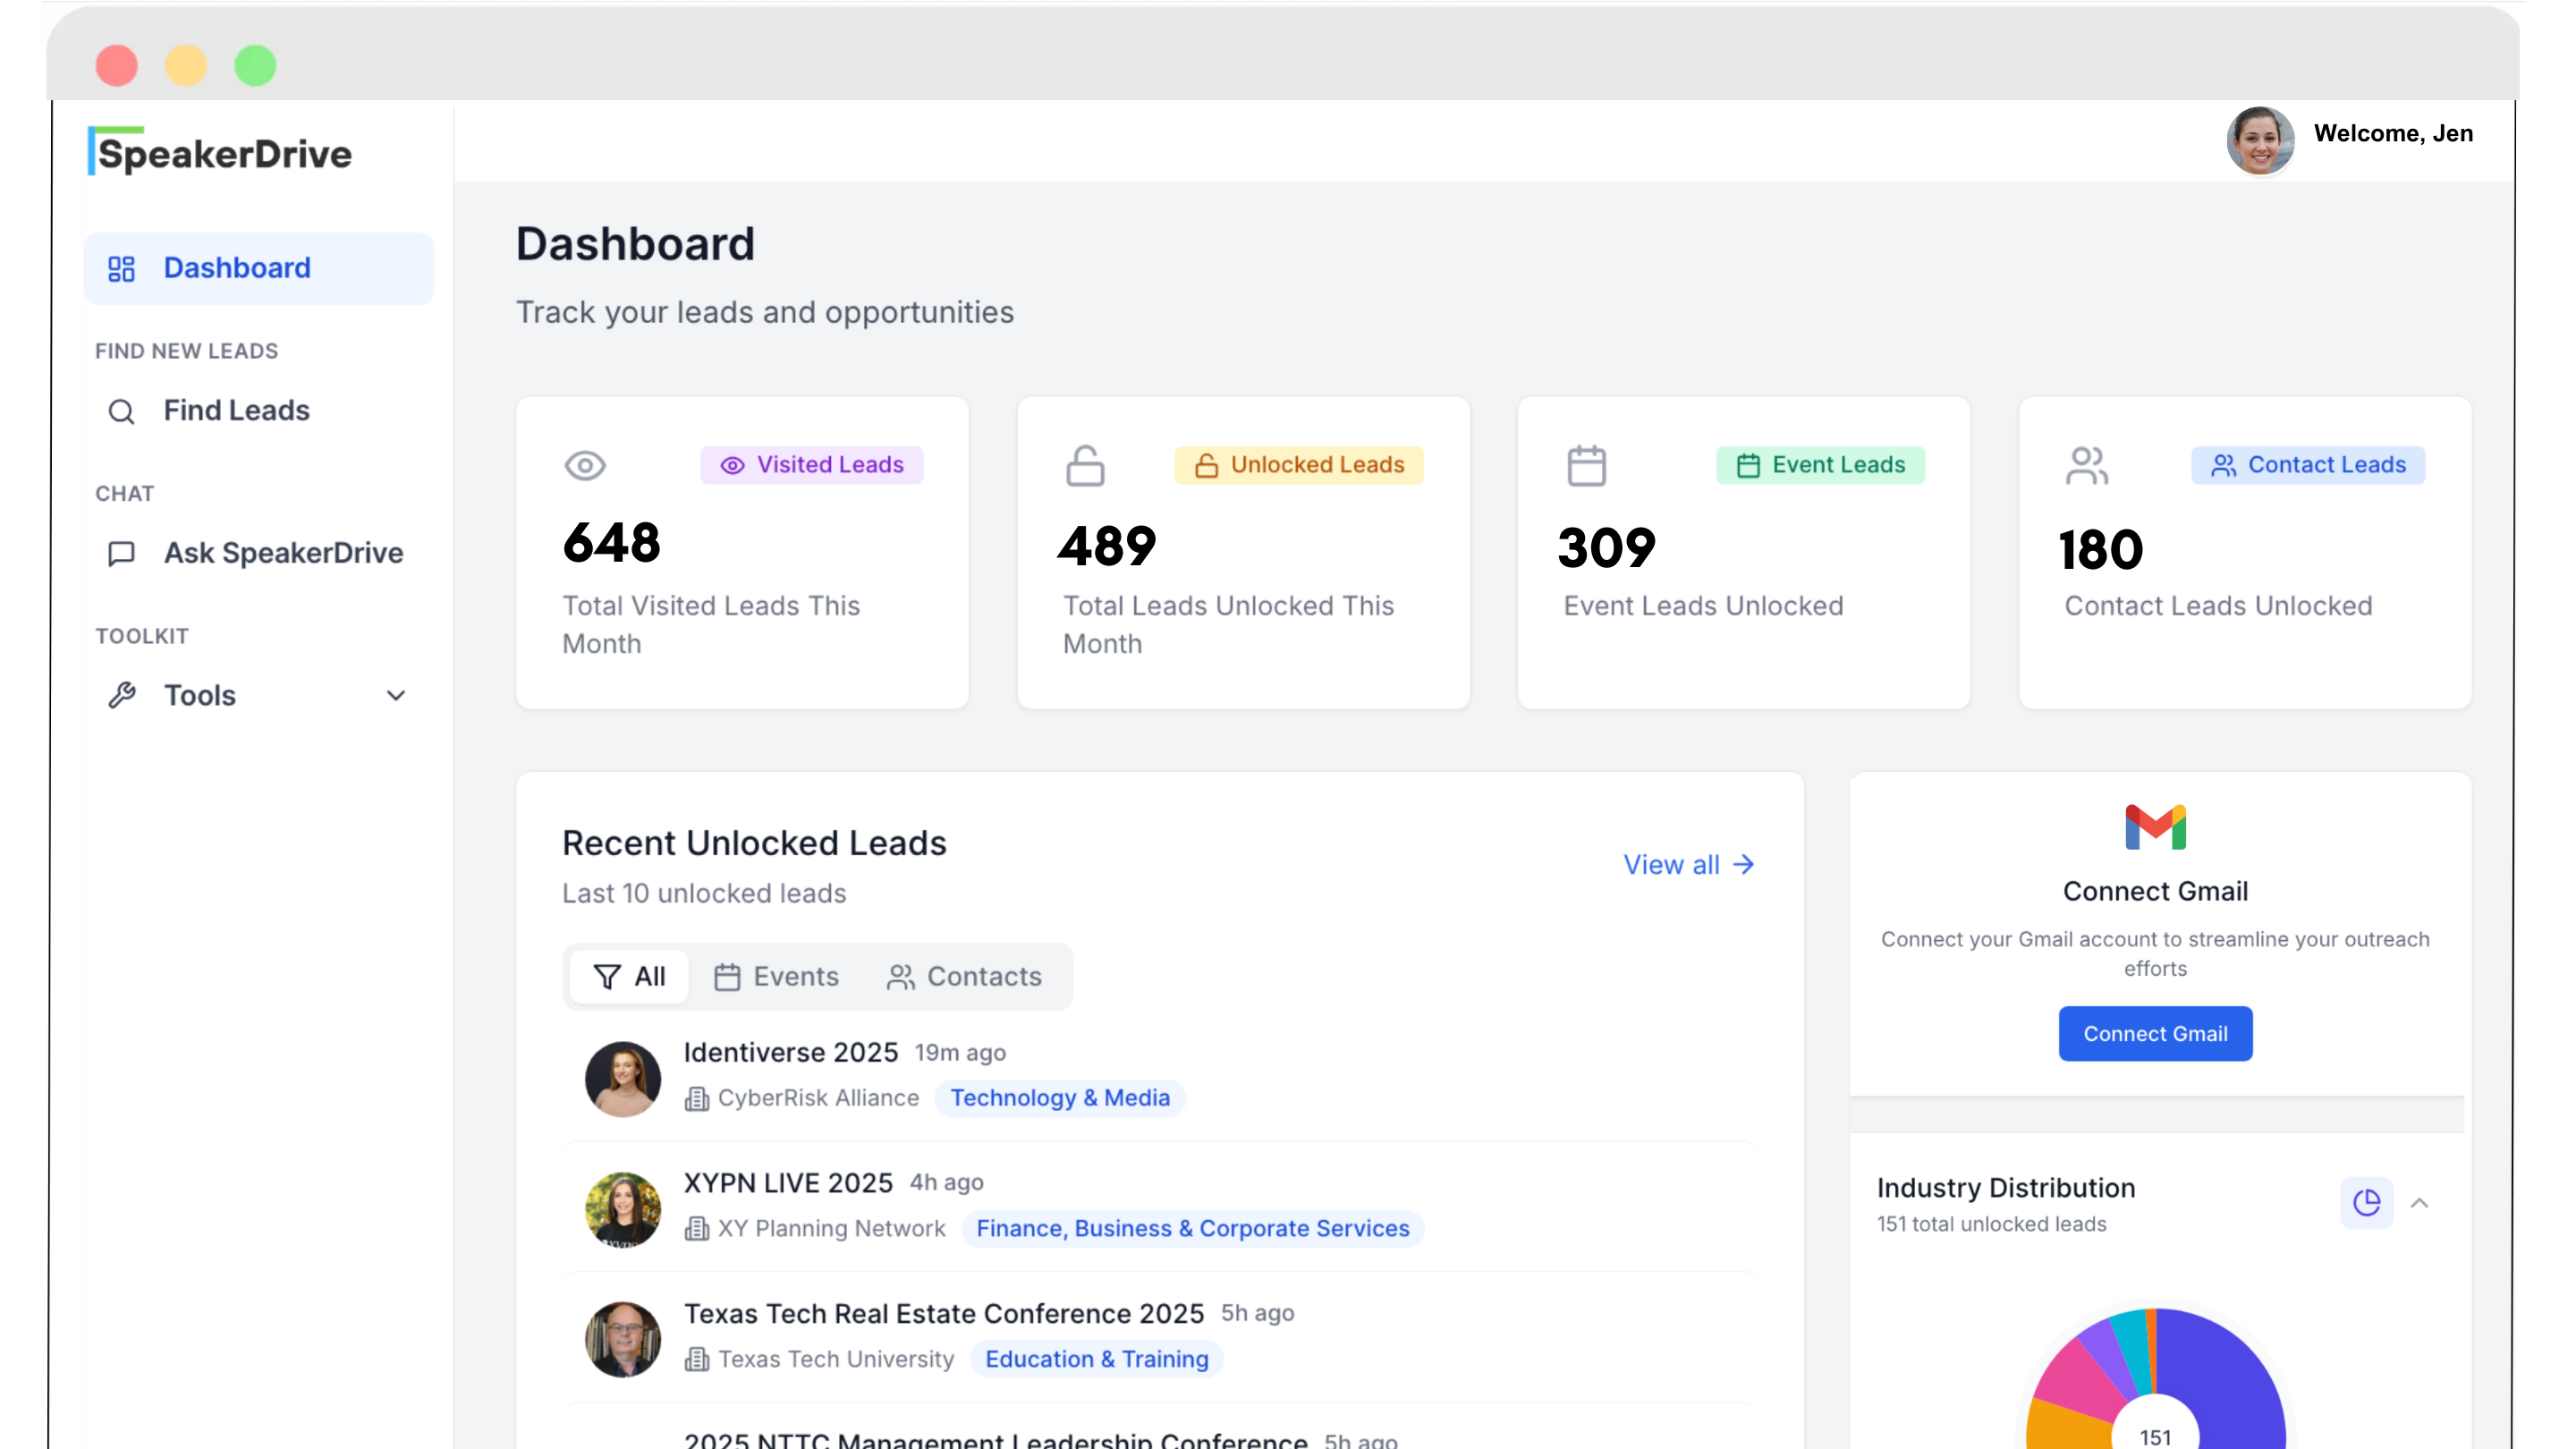 SpeakerDrive
Welcome, Jen
Dashboard
FIND NEW LEADS
Find Leads
CHAT
Ask SpeakerDrive
TOOLKIT
Tools
Dashboard
Track your leads and opportunities
Visited Leads
648
Total Visited Leads This
Month
Unlocked Leads
489
Total Leads Unlocked This
Month
Event Leads
309
Event Leads Unlocked
Contact Leads
180
Contact Leads Unlocked
Recent Unlocked Leads
Last 10 unlocked leads
View all
All Events Contacts
Identiverse 2025 19m ago
CyberRisk Alliance Technology & Media
XYPN LIVE 2025 4h ago
XY Planning Network Finance, Business & Corporate Services
Texas Tech Real Estate Conference 2025 5h ago
Texas Tech University Education & Training
2025 NTTC Management Leadership Conference 5h ago
Connect Gmail
Connect your Gmail account to streamline your outreach
efforts
Connect Gmail
Industry Distribution
151 total unlocked leads
151